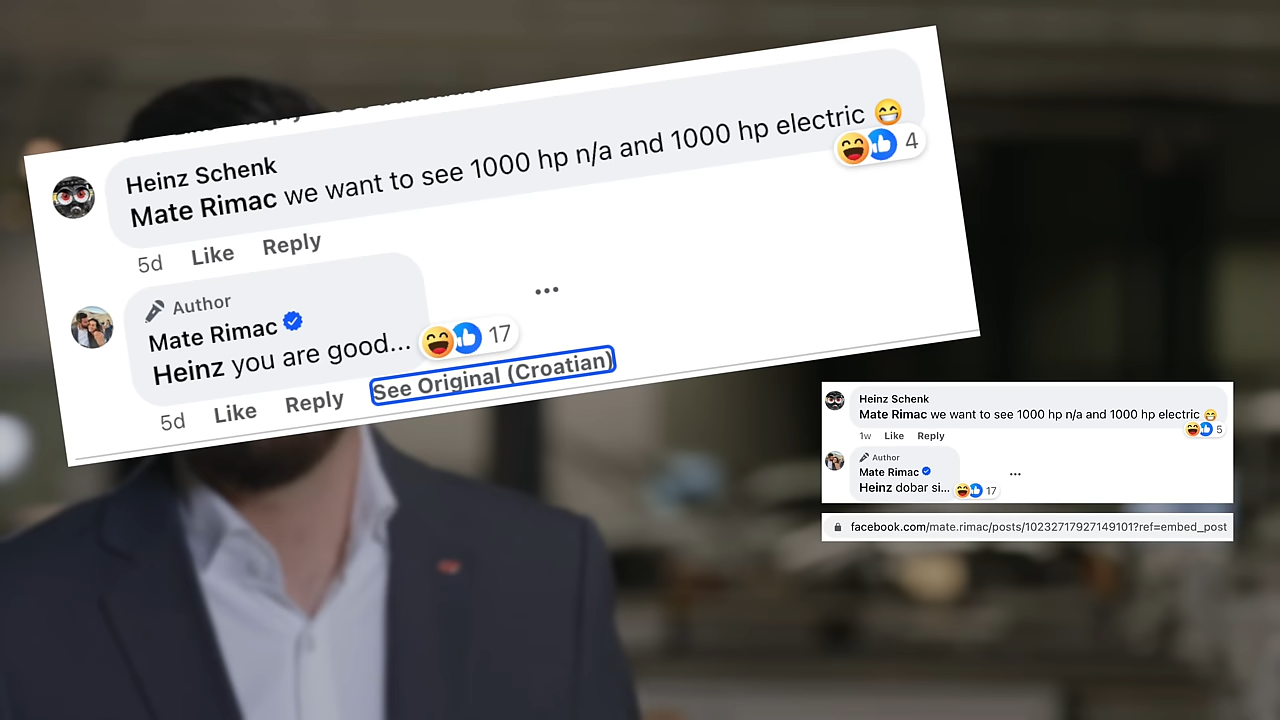 Heinz Schenk
Mate Rimac we want to see 1000 hp n/a and 1000 hp electric 😁
4
5d Like Reply
Author
Mate Rimac
Heinz you are good...
17
5d Like Reply See Original (Croatian)
Heinz Schenk
Mate Rimac we want to see 1000 hp n/a and 1000 hp electric 😁
5
1w Like Reply
Author
Mate Rimac
Heinz dobar si...
17
facebook.com/mate.rimac/posts/10232717927149101?ref=embed_post